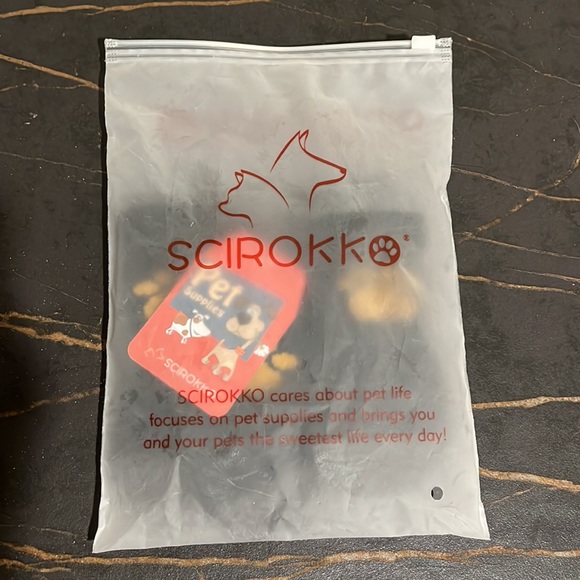 SCIROKKO®
Pet
Supplies
SCIROKKO
SCIROKKO cares about pet life
focuses on pet supplies and brings you
and your pets the sweetest life every day!